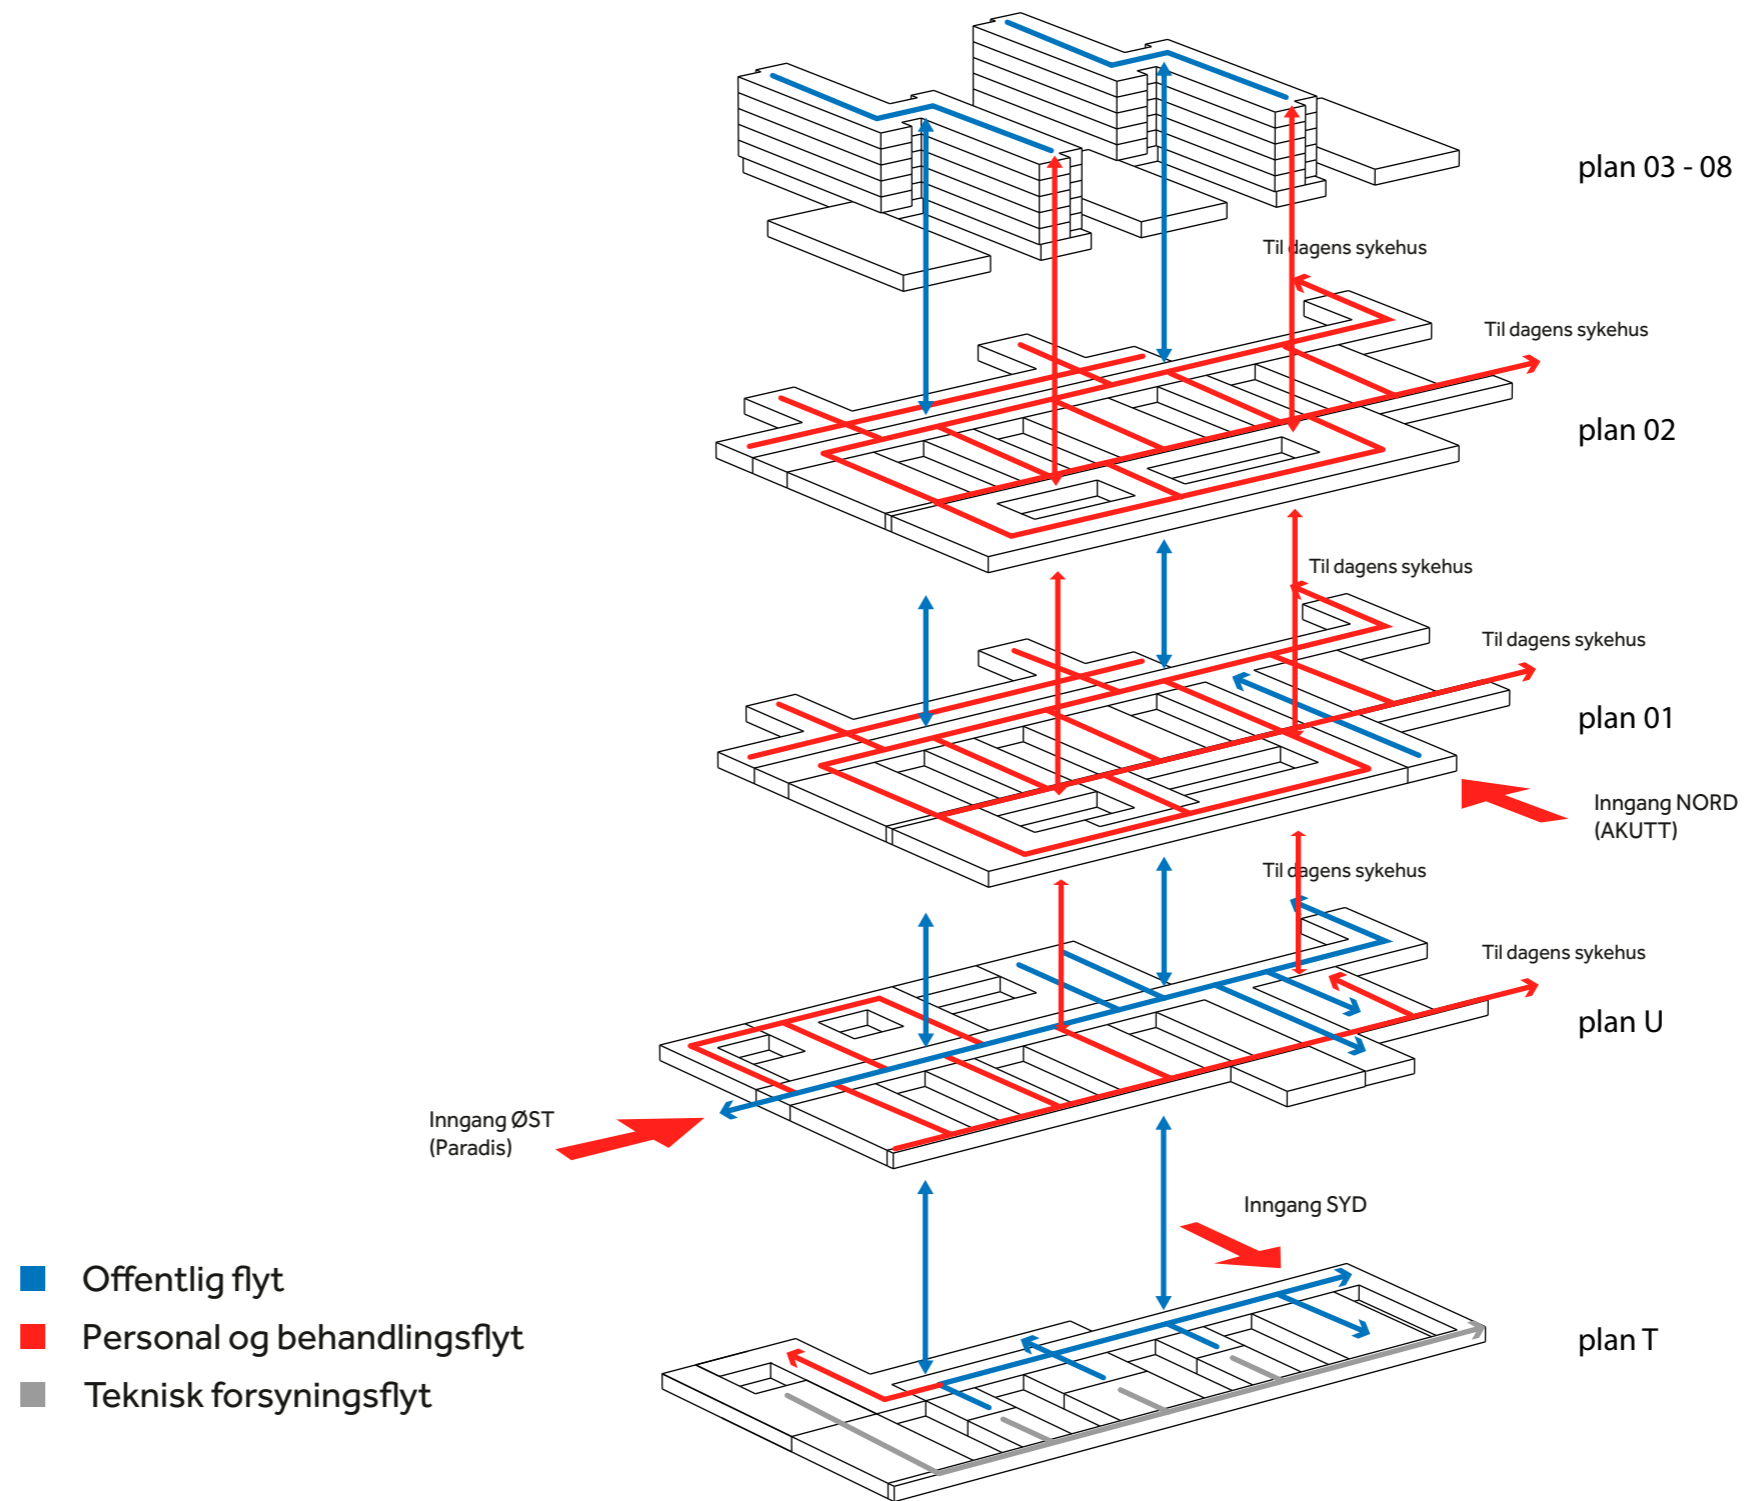 plan 03 - 08
Til dagens sykehus
Til dagens sykehus
plan 02
Til dagens sykehus
Til dagens sykehus
plan 01
Inngang NORD
(AKUTT)
Til dagens sykehus
Til dagens sykehus
plan U
Inngang ØST
(Paradis)
Inngang SYD
plan T
Offentlig flyt
Personal og behandlingsflyt
Teknisk forsyningsflyt